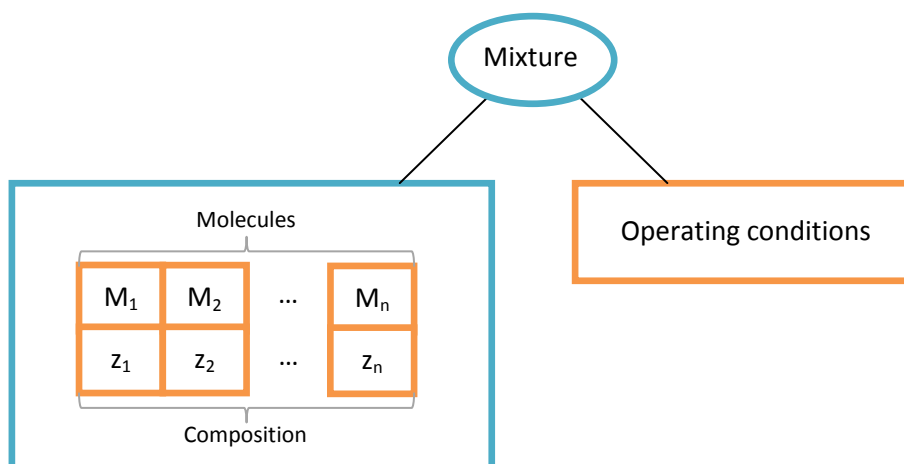 Mixture
Operating conditions
Molecules
M₁ M₂ ... Mₙ
z₁ z₂ ... zₙ
Composition